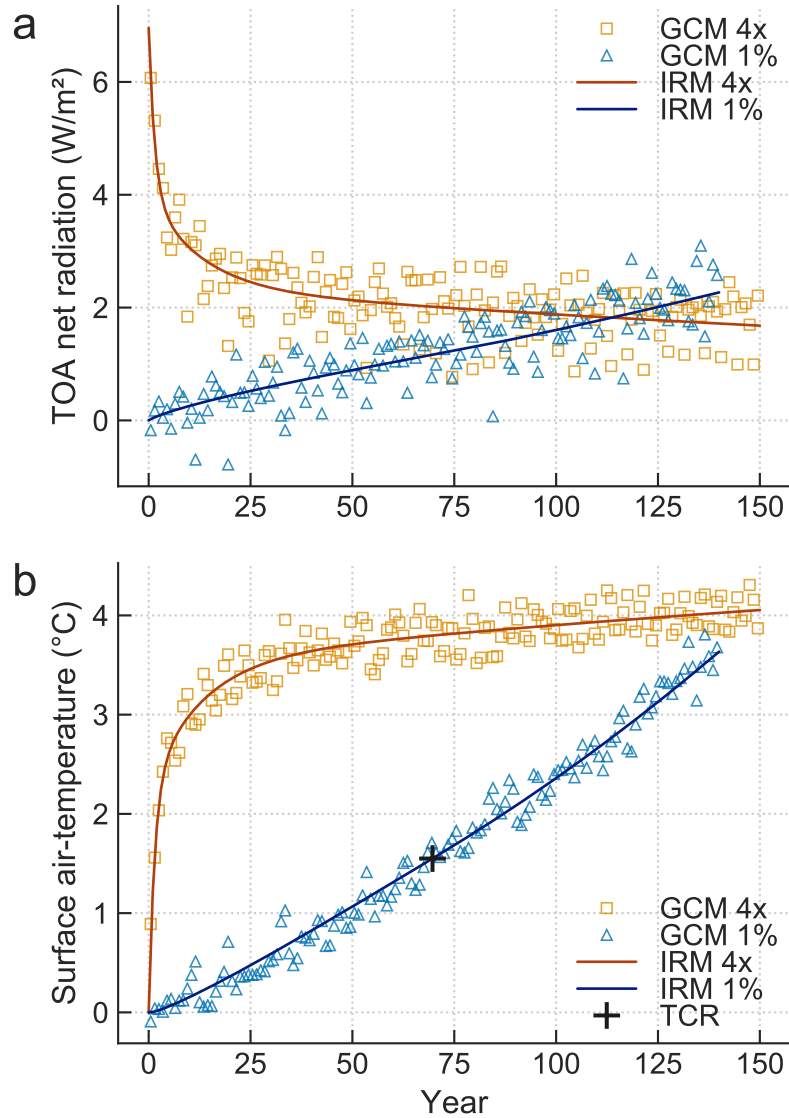 a
GCM 4x
GCM 1%
IRM 4x
IRM 1%
TOA net radiation (W/m²)
6
4
2
0
0 25 50 75 100 125 150
b
Surface air-temperature (°C)
4
3
2
1
0
GCM 4x
GCM 1%
IRM 4x
IRM 1%
TCR
0 25 50 75 100 125 150
Year